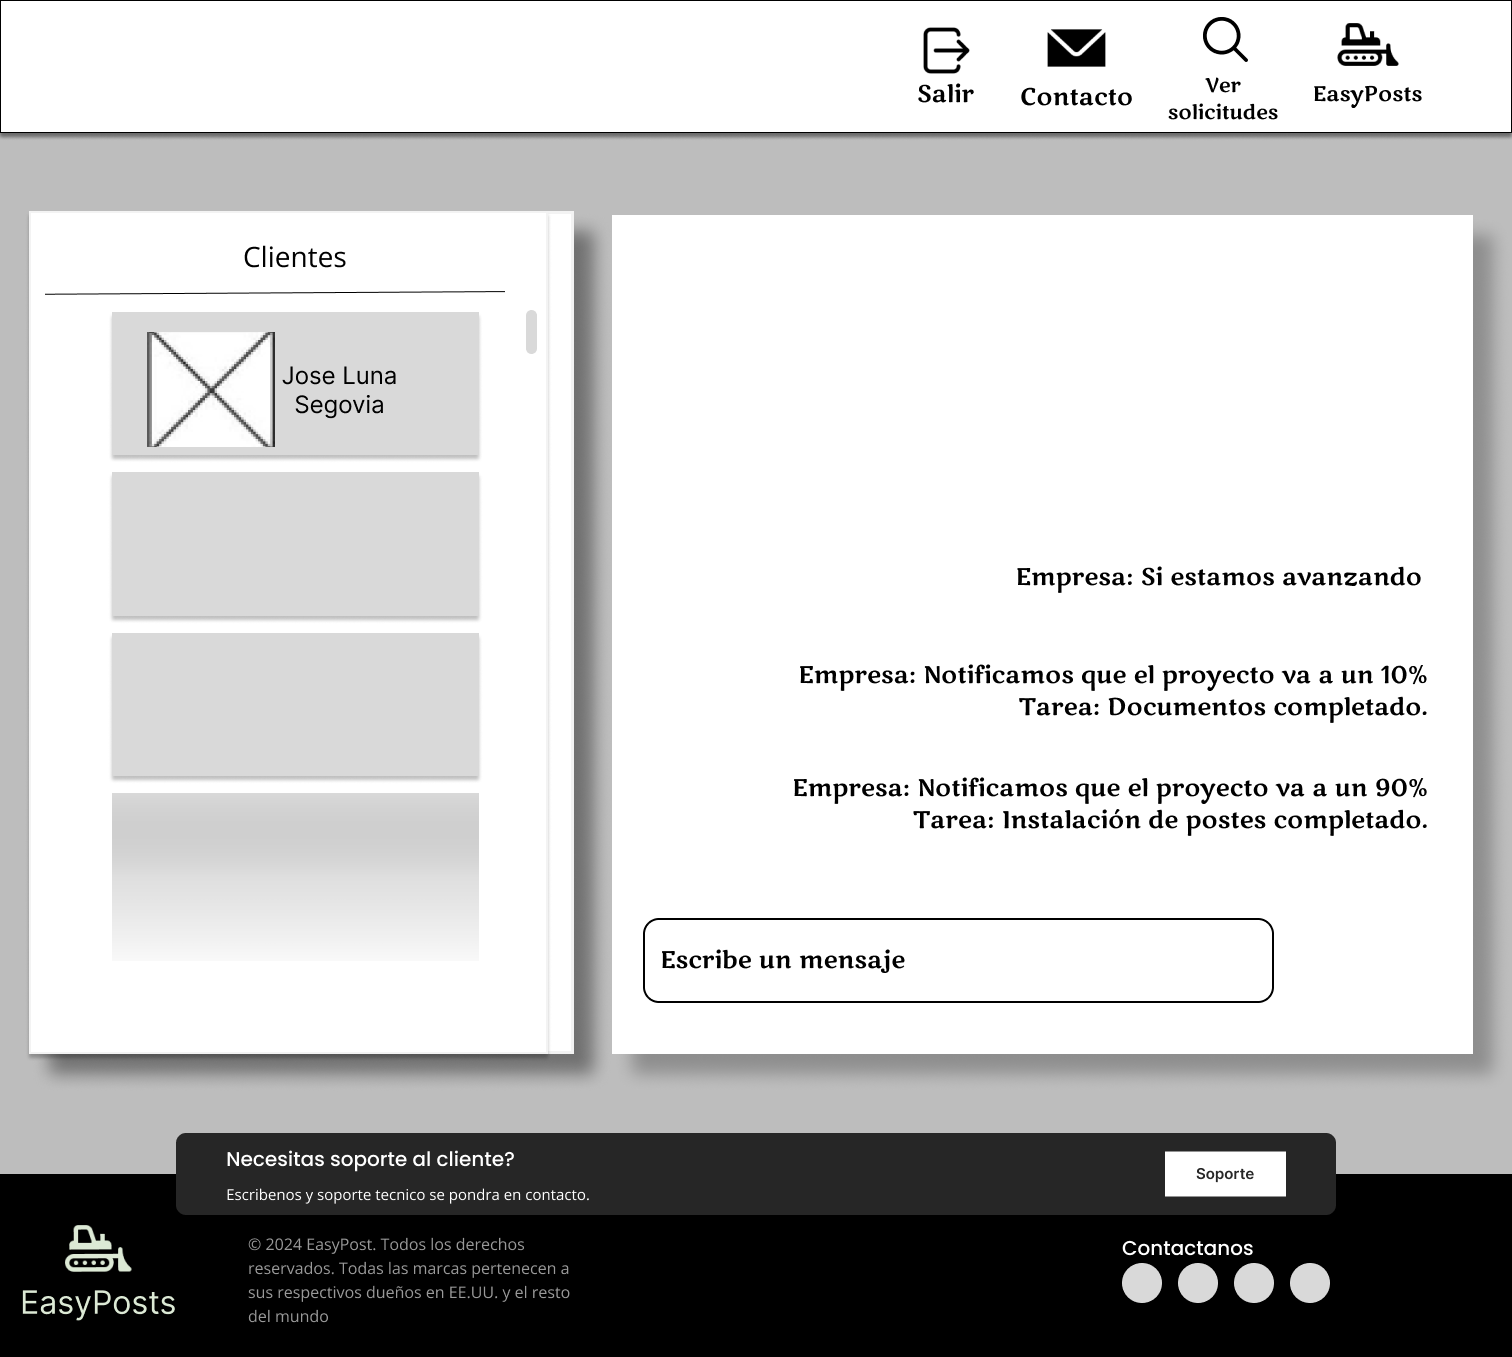 Salir
Contacto
Ver
solicitudes
EasyPosts
Clientes
Jose Luna
Segovia
Empresa: Si estamos avanzando
Empresa: Notificamos que el proyecto va a un 10%
Tarea: Documentos completado.
Empresa: Notificamos que el proyecto va a un 90%
Tarea: Instalación de postes completado.
Escribe un mensaje
Necesitas soporte al cliente?
Escribenos y soporte tecnico se pondra en contacto.
Soporte
EasyPosts
© 2024 EasyPost. Todos los derechos
reservados. Todas las marcas pertenecen a
sus respectivos dueños en EE.UU. y el resto
del mundo
Contactanos